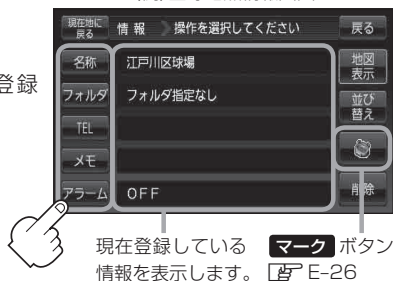 現在地に戻る 情報 操作を選択してください 戻る
名称 江戸川区球場 地図表示
登録
フォルダ フォルダ指定なし 並び替え
TEL
メモ
アラーム OFF 削除
現在登録している マーク ボタン
情報を表示します。 E-26